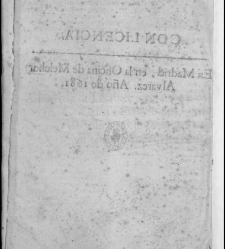 CON LICENCIA.
En Madrid, en la Oficina de Melchor
Alvarez. Año de 1681.